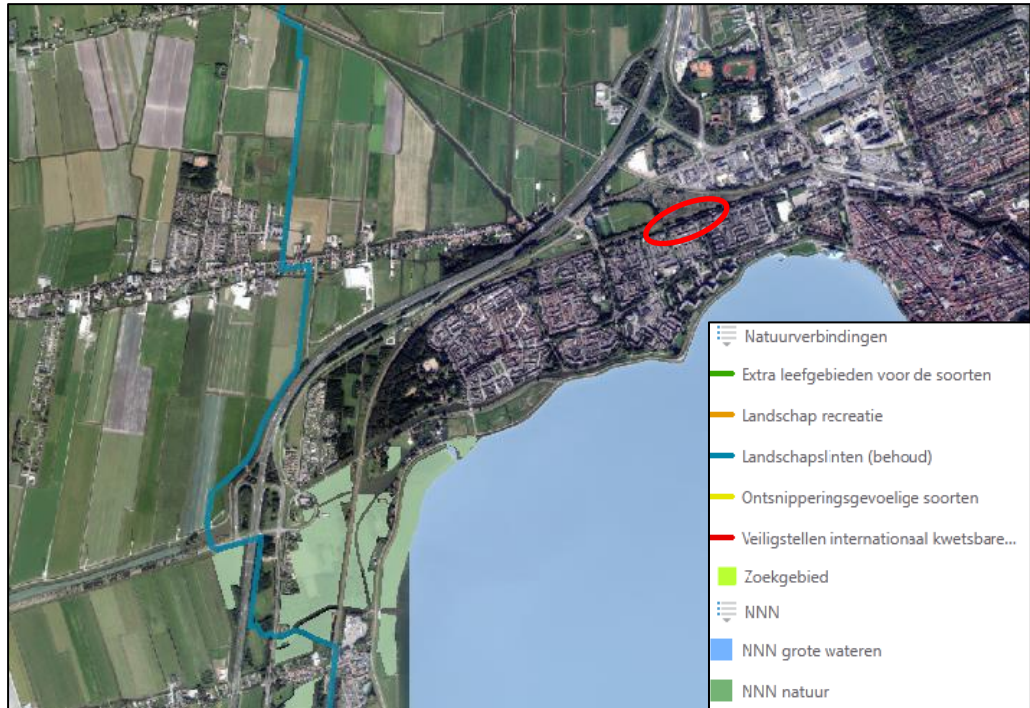 Natuurverbindingen
Extra leefgebieden voor de soorten
Landschap recreatie
Landschapslinten (behoud)
Ontsnipperingsgevoelige soorten
Veiligstellen internationaal kwetsbare...
Zoekgebied
NNN
NNN grote wateren
NNN natuur